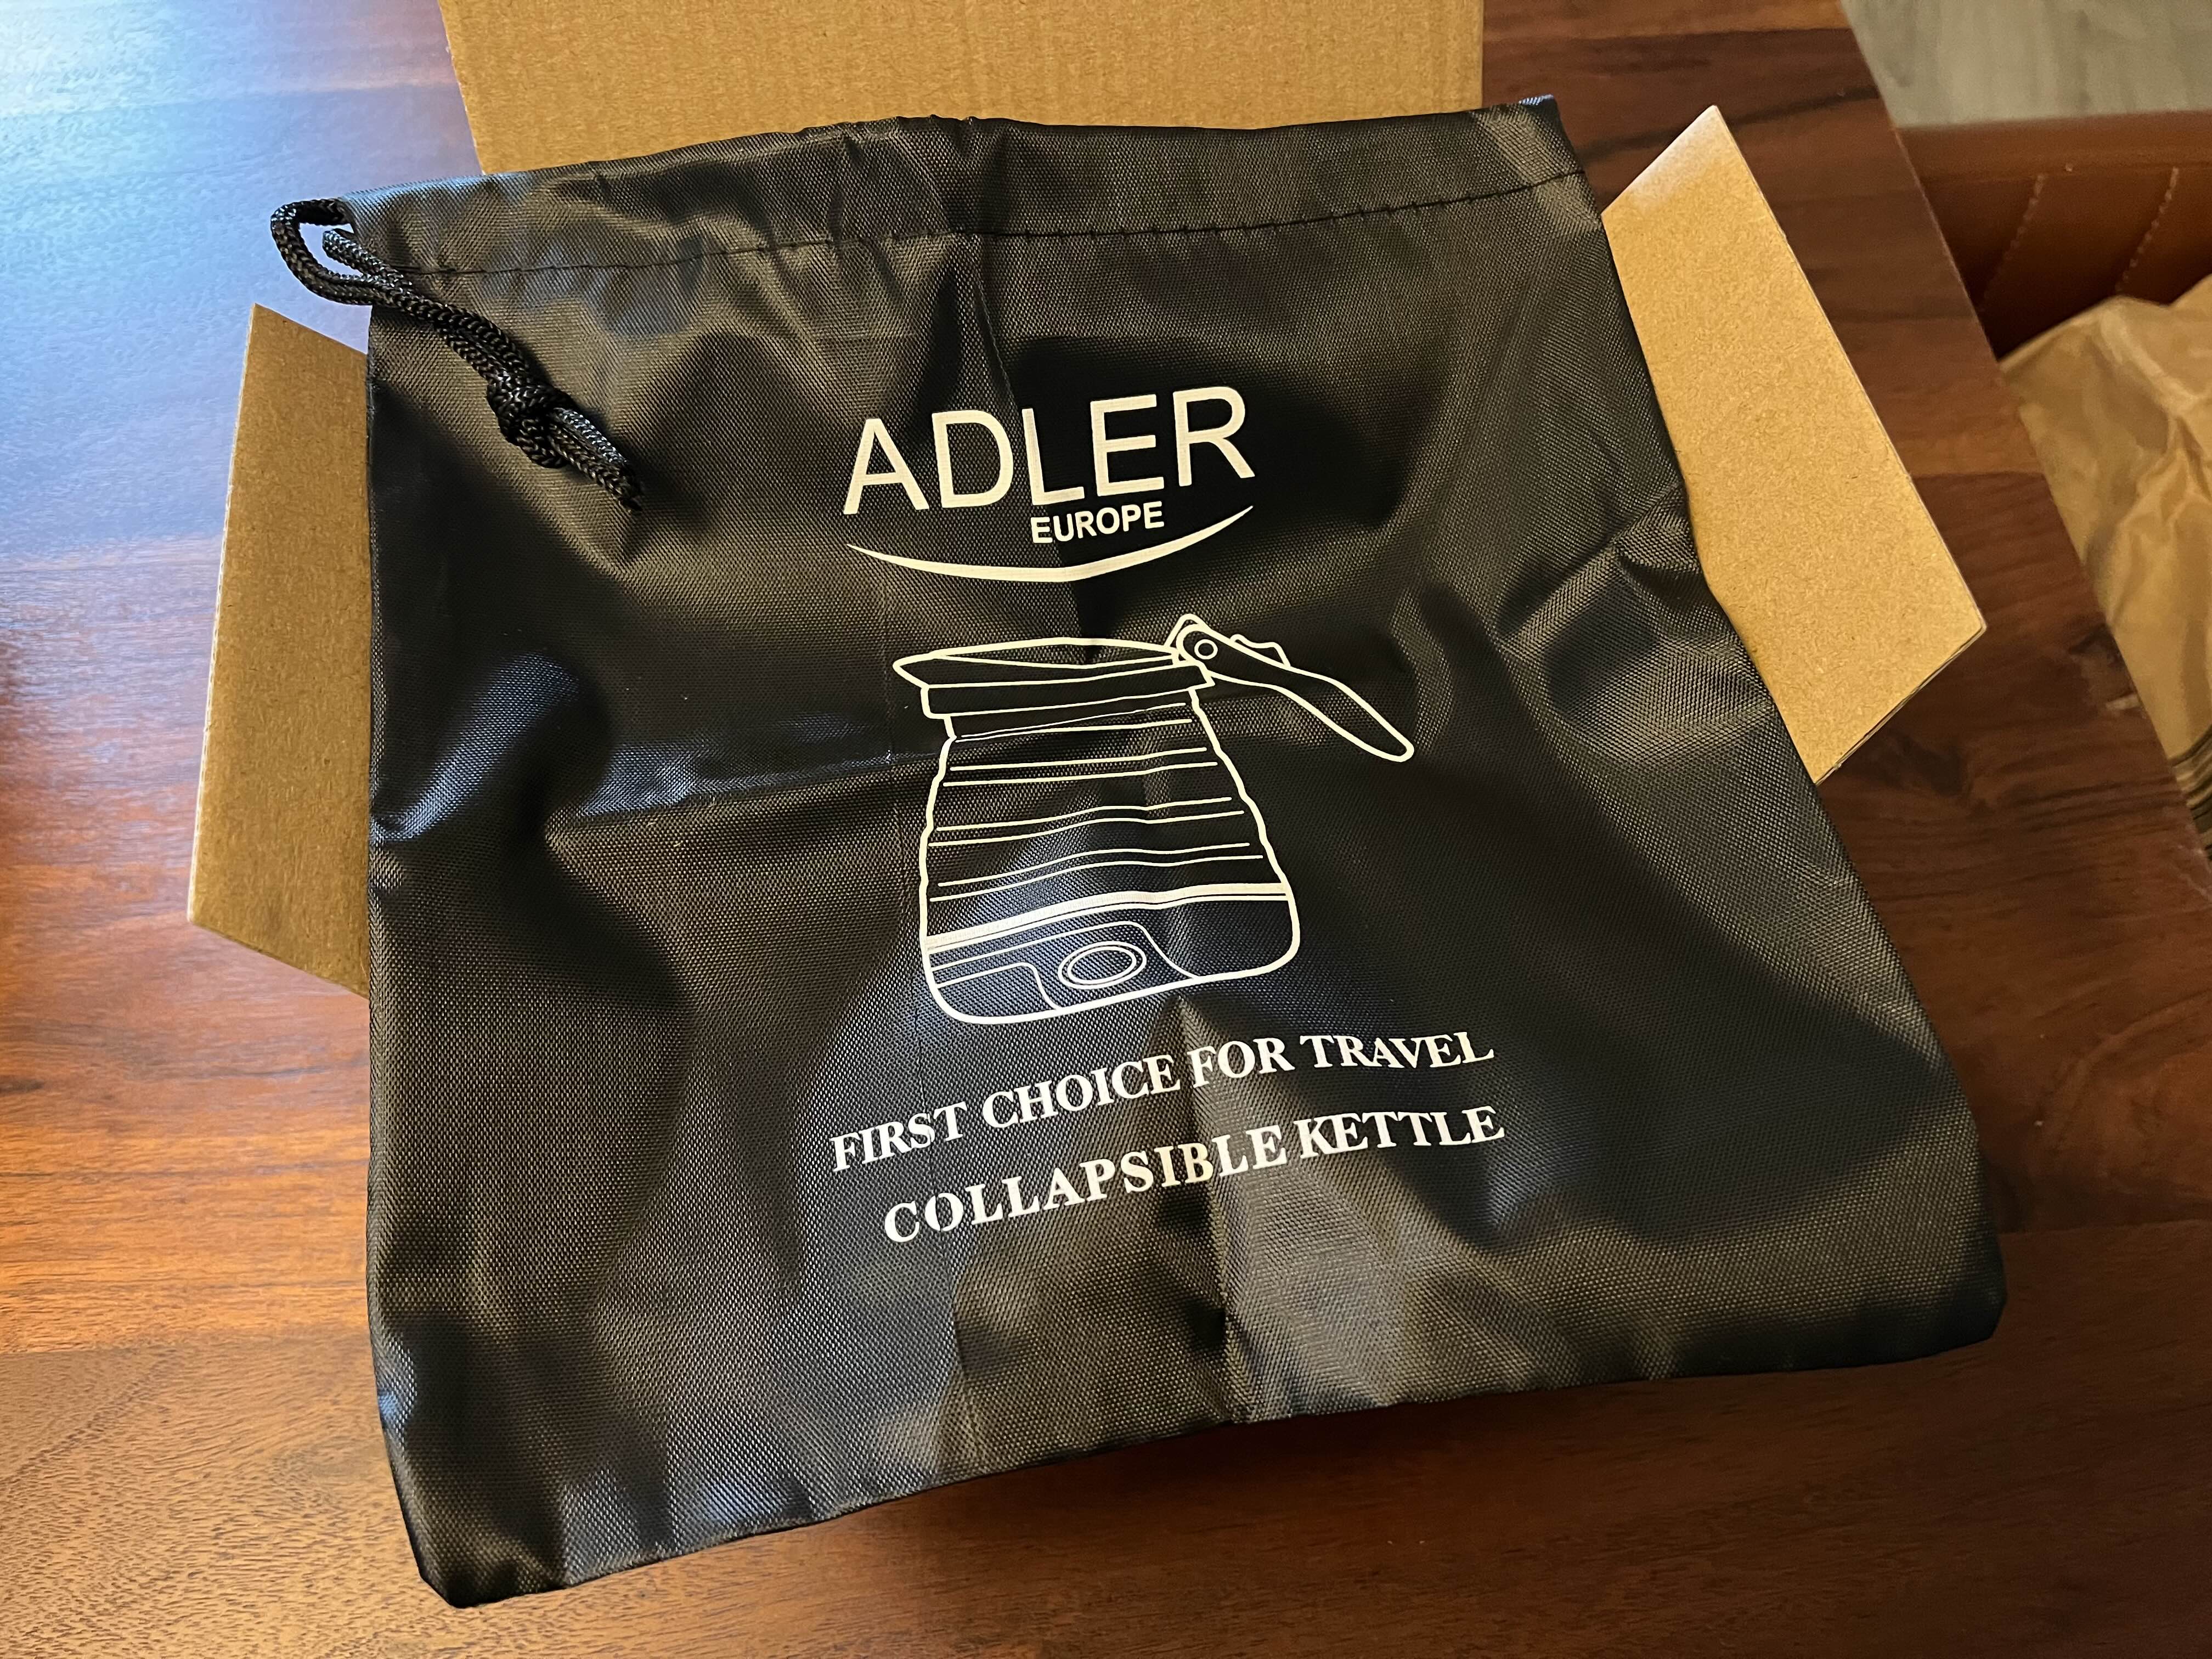 ADLER
EUROPE
FIRST CHOICE FOR TRAVEL
COLLAPSIBLE KETTLE